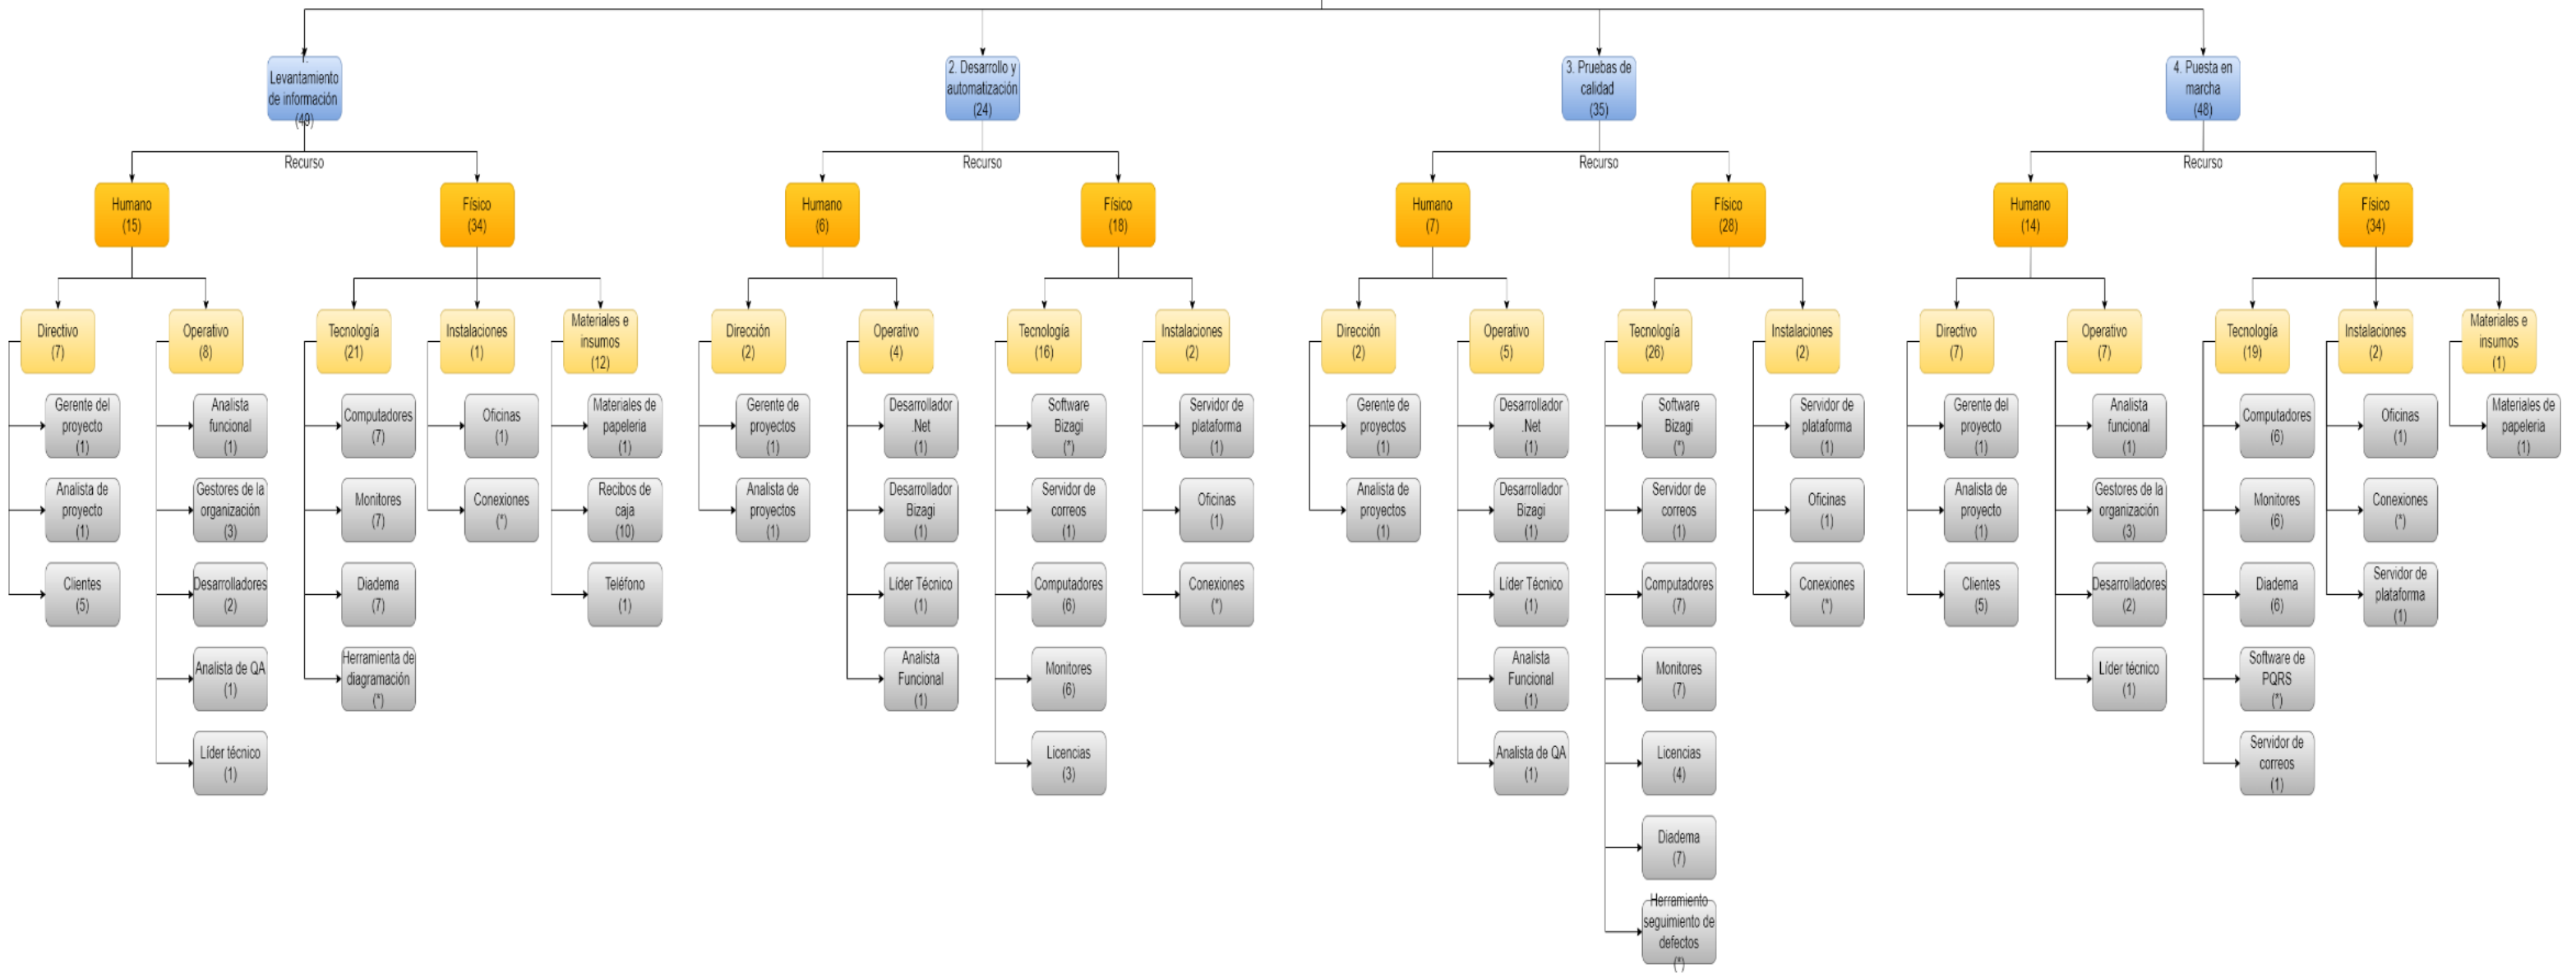 1.
Levantamiento
de información
(49)
Recurso
Humano
(15)
Directivo
(7)
Gerente del
proyecto
(1)
Analista de
proyecto
(1)
Clientes
(5)
Operativo
(8)
Analista
funcional
(1)
Gestores de la
organización
(3)
Desarrolladores
(2)
Analista de QA
(1)
Líder técnico
(1)
Físico
(34)
Tecnología
(21)
Computadores
(7)
Monitores
(7)
Diadema
(7)
Herramienta de
diagramación
(*)
Instalaciones
(1)
Oficinas
(1)
Conexiones
(*)
Materiales e
insumos
(12)
Materiales de
papeleria
(1)
Recibos de
caja
(10)
Teléfono
(1)
2. Desarrollo y
automatización
(24)
Recurso
Humano
(6)
Dirección
(2)
Gerente de
proyectos
(1)
Analista de
proyectos
(1)
Operativo
(4)
Desarrollador
.Net
(1)
Desarrollador
Bizagi
(1)
Líder Técnico
(1)
Analista
Funcional
(1)
Físico
(18)
Tecnología
(16)
Software
Bizagi
(*)
Servidor de
correos
(1)
Computadores
(6)
Monitores
(6)
Licencias
(3)
Instalaciones
(2)
Servidor de
plataforma
(1)
Oficinas
(1)
Conexiones
(*)
3. Pruebas de
calidad
(35)
Recurso
Humano
(7)
Dirección
(2)
Gerente de
proyectos
(1)
Analista de
proyectos
(1)
Operativo
(5)
Desarrollador
.Net
(1)
Desarrollador
Bizagi
(1)
Líder Técnico
(1)
Analista
Funcional
(1)
Analista de QA
(1)
Físico
(28)
Tecnología
(26)
Software
Bizagi
(*)
Servidor de
correos
(1)
Computadores
(7)
Monitores
(7)
Licencias
(4)
Diadema
(7)
Herramiento
seguimiento de
defectos
(*)
Instalaciones
(2)
Servidor de
plataforma
(1)
Oficinas
(1)
Conexiones
(*)
4. Puesta en
marcha
(48)
Recurso
Humano
(14)
Directivo
(7)
Gerente del
proyecto
(1)
Analista de
proyecto
(1)
Clientes
(5)
Operativo
(7)
Analista
funcional
(1)
Gestores de la
organización
(3)
Desarrolladores
(2)
Líder técnico
(1)
Físico
(34)
Tecnología
(19)
Computadores
(6)
Monitores
(6)
Diadema
(6)
Software de
PQRS
(*)
Servidor de
correos
(1)
Instalaciones
(2)
Oficinas
(1)
Conexiones
(*)
Servidor de
plataforma
(1)
Materiales e
insumos
(1)
Materiales de
papeleria
(1)